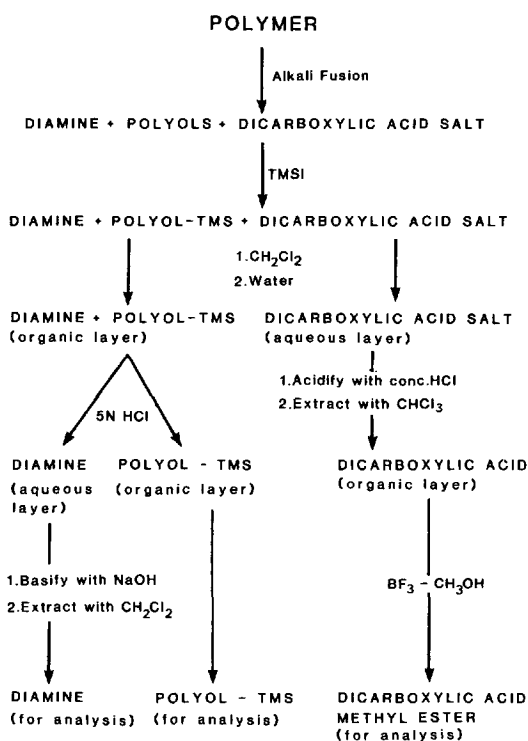 POLYMER
Alkali Fusion
DIAMINE + POLYOLS + DICARBOXYLIC ACID SALT
TMSI
DIAMINE + POLYOL-TMS + DICARBOXYLIC ACID SALT
1.CH2Cl2
2.Water
DIAMINE + POLYOL-TMS
(organic layer)
DICARBOXYLIC ACID SALT
(aqueous layer)
1.Acidify with conc.HCl
2.Extract with CHCl3
5N HCl
DIAMINE
(aqueous
layer)
POLYOL - TMS
(organic layer)
DICARBOXYLIC ACID
(organic layer)
1.Basify with NaOH
2.Extract with CH2Cl2
BF3 - CH3OH
DIAMINE
(for analysis)
POLYOL - TMS
(for analysis)
DICARBOXYLIC ACID
METHYL ESTER
(for analysis)